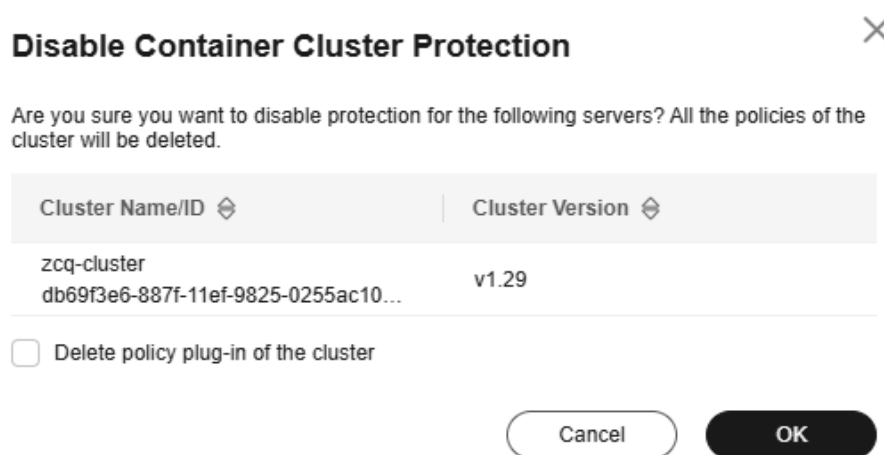 Disable Container Cluster Protection
Are you sure you want to disable protection for the following servers? All the policies of the
cluster will be deleted.
Cluster Name/ID Cluster Version
zcq-cluster
db69f3e6-887f-11ef-9825-0255ac10...
v1.29
Delete policy plug-in of the cluster
Cancel OK